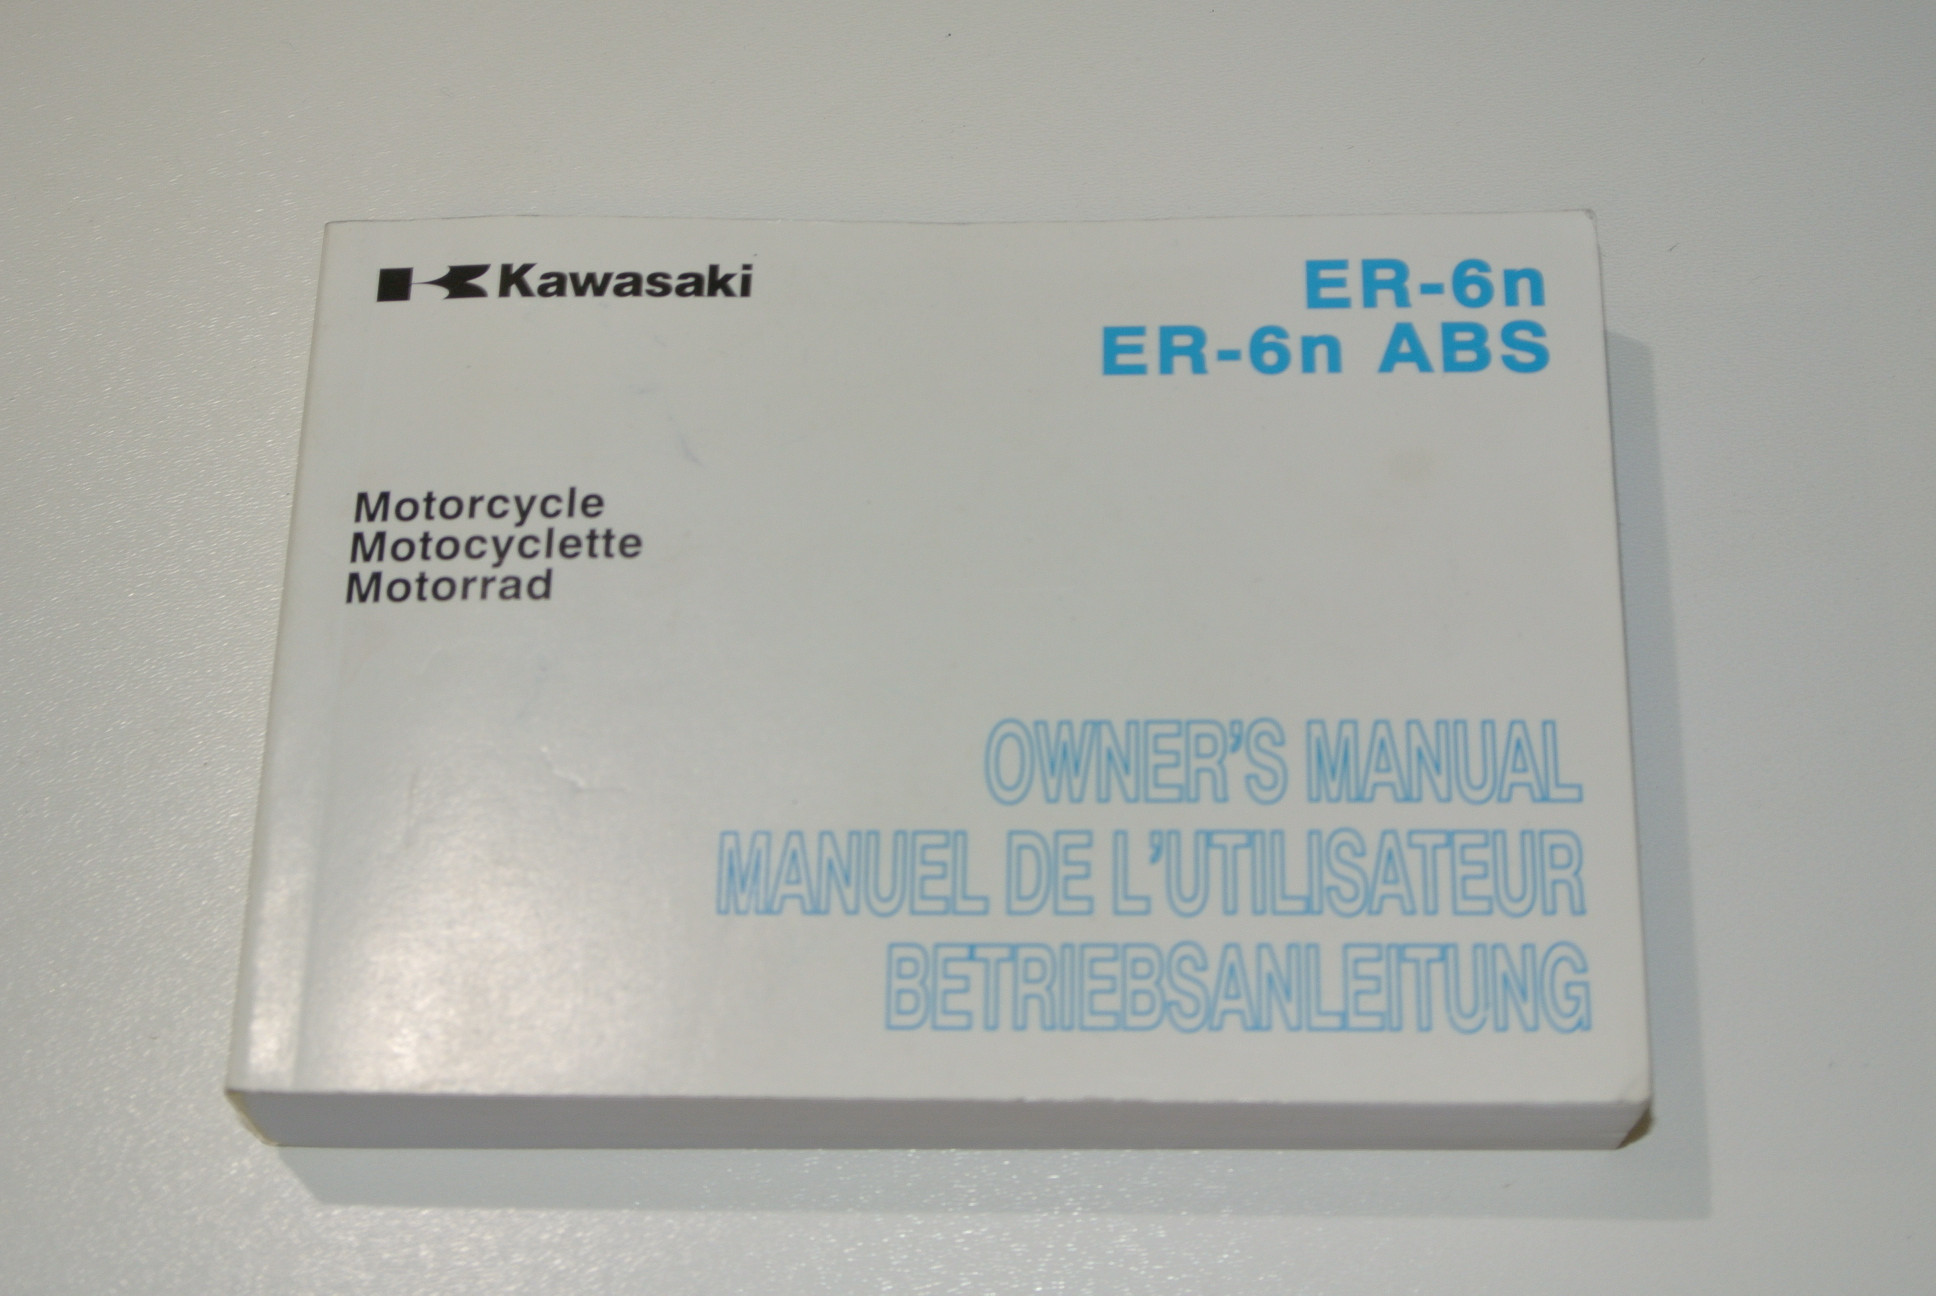 Kawasaki
ER-6n
ER-6n ABS
Motorcycle
Motocyclette
Motorrad
OWNER'S MANUAL
MANUEL DE L'UTILISATEUR
BETRIEBSANLEITUNG